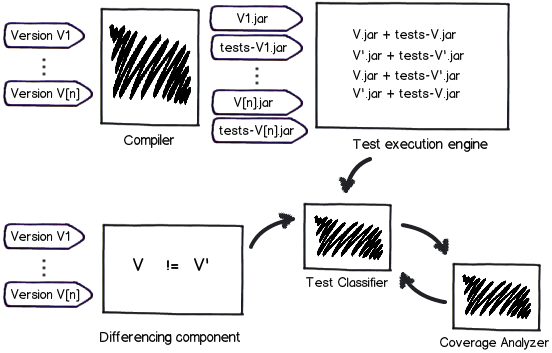 Version V1
Version V[n]
Compiler
V1.jar
tests-V1.jar
V[n].jar
tests-V[n].jar
V.jar + tests-V.jar
V'.jar + tests-V'.jar
V.jar + tests-V'.jar
V'.jar + tests-V.jar
Test execution engine
Version V1
Version V[n]
V != V'
Differencing component
Test Classifier
Coverage Analyzer